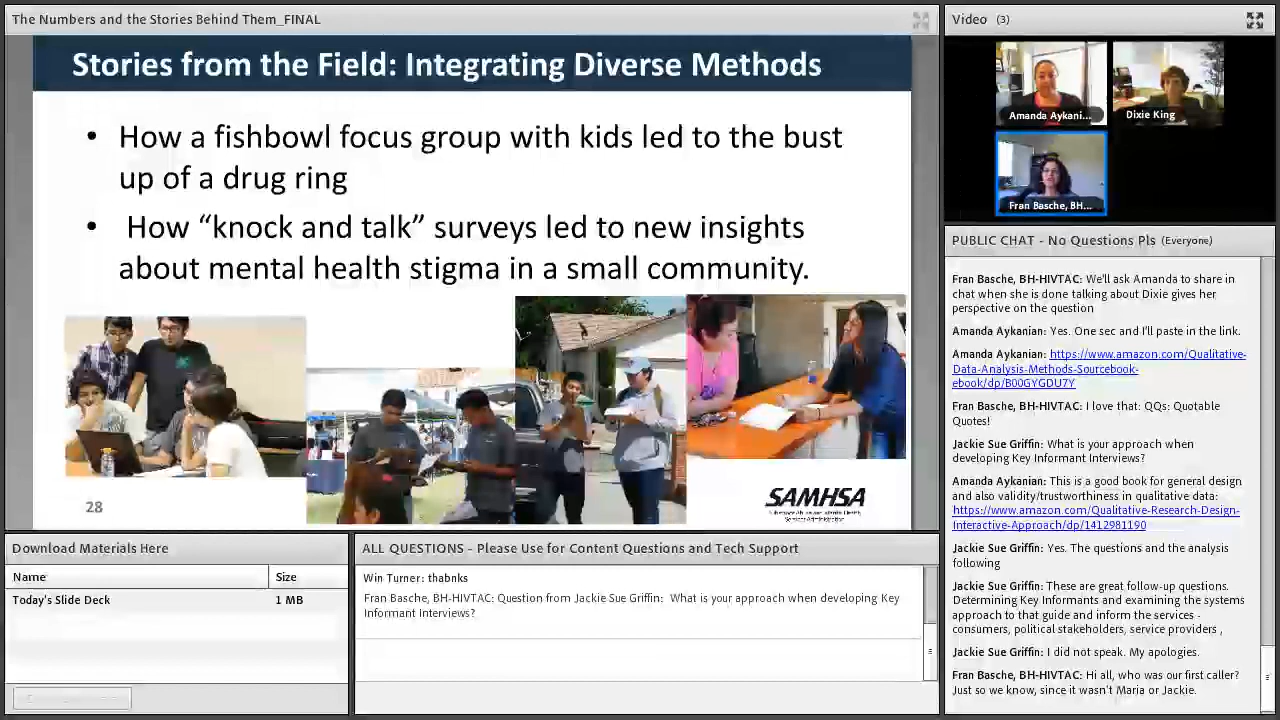 The Numbers and the Stories Behind Them_FINAL
Stories from the Field: Integrating Diverse Methods
• How a fishbowl focus group with kids led to the bust
up of a drug ring
• How “knock and talk” surveys led to new insights
about mental health stigma in a small community.
28
SAMHSA
Video (3)
Amanda Aykani...
Dixie King
Fran Basche, BH...
PUBLIC CHAT - No Questions Pls (Everyone)
Fran Basche, BH-HIVTAC: We'll ask Amanda to share in
chat when she is done talking about Dixie gives her
perspective on the question
Amanda Aykanian: Yes. One sec and I'll paste in the link.
Amanda Aykanian: https://www.amazon.com/Qualitative-
Data-Analysis-Methods-Sourcebook-
ebook/dp/B00GYGDU7Y
Fran Basche, BH-HIVTAC: I love that: QQs: Quotable
Quotes!
Jackie Sue Griffin: What is your approach when
developing Key Informant Interviews?
Amanda Aykanian: This is a good book for general design
and also validity/trustworthiness in qualitative data:
https://www.amazon.com/Qualitative-Research-Design-
Interactive-Approach/dp/1412981190
Jackie Sue Griffin: Yes. The questions and the analysis
following
Jackie Sue Griffin: These are great follow-up questions.
Determining Key Informants and examining the systems
approach to that guide and inform the services -
consumers, political stakeholders, service providers ,
Jackie Sue Griffin: I did not speak. My apologies.
Fran Basche, BH-HIVTAC: Hi all, who was our first caller?
Just so we know, since it wasn't Maria or Jackie.
Download Materials Here
Name Size
Today's Slide Deck 1 MB
ALL QUESTIONS - Please Use for Content Questions and Tech Support
Win Turner: thabnks
Fran Basche, BH-HIVTAC: Question from Jackie Sue Griffin: What is your approach when developing Key
Informant Interviews?